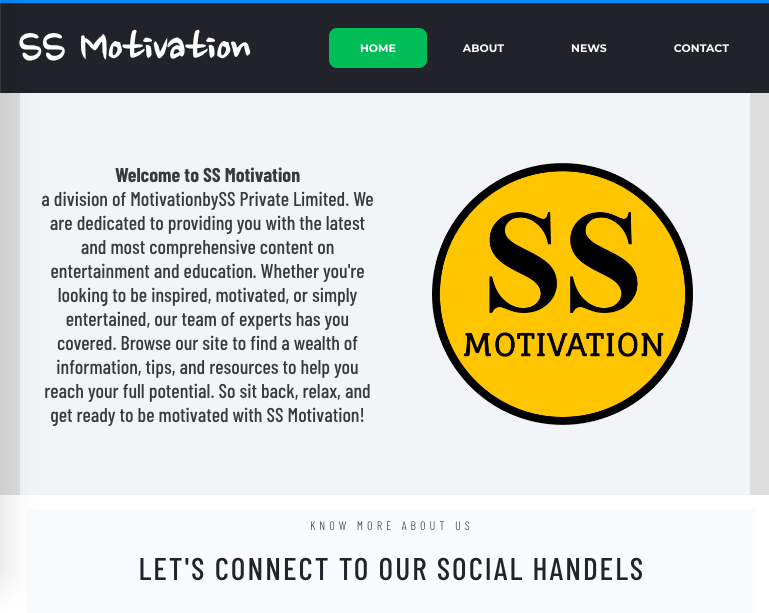 SS Motivation
HOME
ABOUT
NEWS
CONTACT
Welcome to SS Motivation
a division of MotivationbySS Private Limited. We
are dedicated to providing you with the latest
and most comprehensive content on
entertainment and education. Whether you're
looking to be inspired, motivated, or simply
entertained, our team of experts has you
covered. Browse our site to find a wealth of
information, tips, and resources to help you
reach your full potential. So sit back, relax, and
get ready to be motivated with SS Motivation!
SS
MOTIVATION
KNOW MORE ABOUT US
LET'S CONNECT TO OUR SOCIAL HANDELS